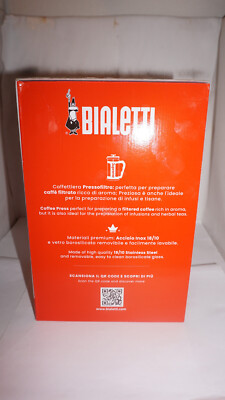 BIALETTI
Caffettiera Pressofiltro: perfetta per preparare
caffè filtrato ricco di aroma; Preziosa è anche l'ideale
per la preparazione di infusi e tisane.
Coffee Press perfect for preparing a filtered coffee rich in aroma,
but it is also ideal for the preparation of infusions and herbal teas.
Materiali premium: Acciaio Inox 18/10
e vetro borosilicato removibile e facilmente lavabile.
Made of high quality 18/10 Stainless Steel
and removable, easy to clean borosilicate glass.
SCANSIONA IL QR CODE E SCOPRI DI PIÙ
Scan the QR code and discover more
www.bialetti.com